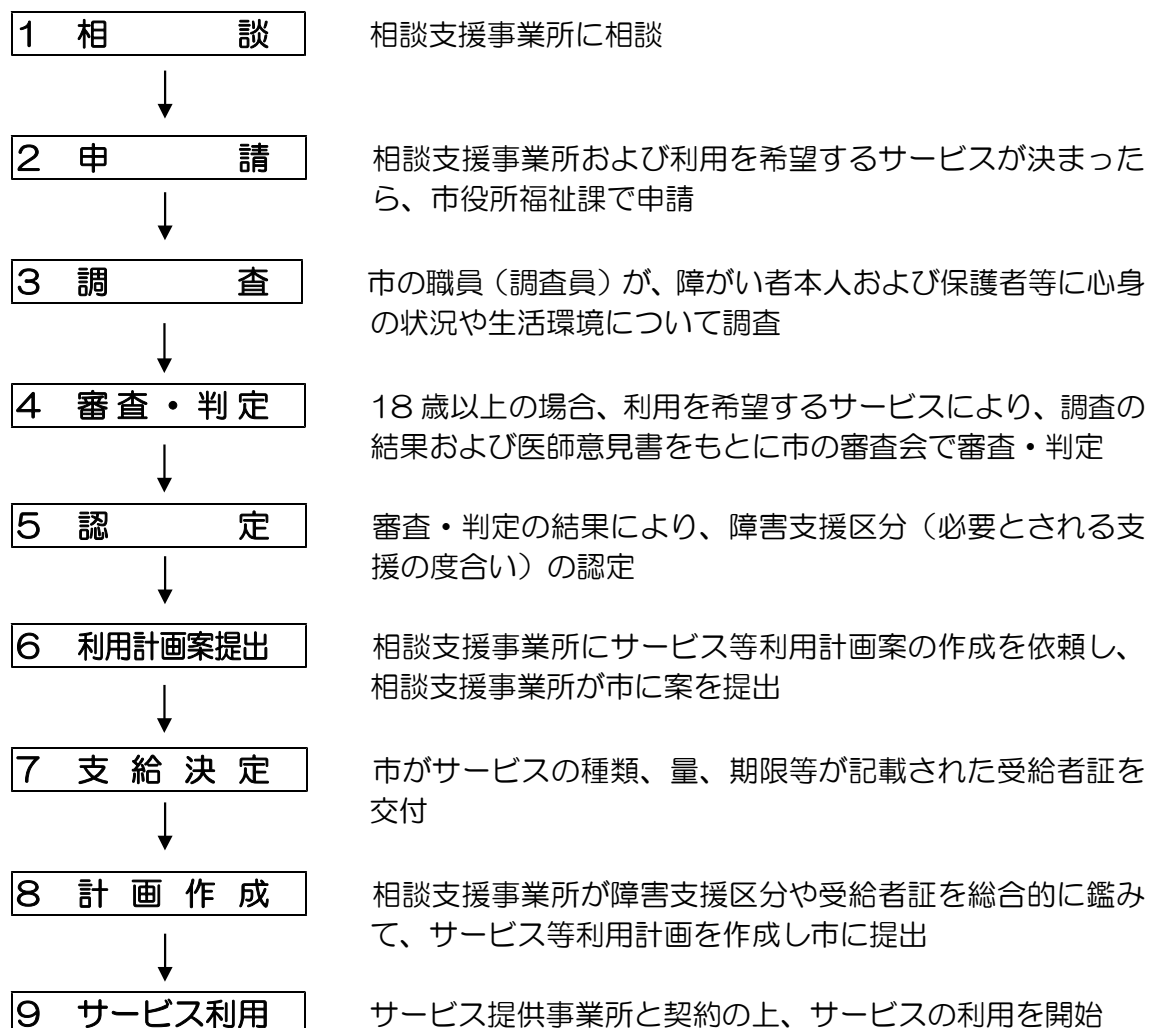 1 相談 相談支援事業所に相談
2 申請 相談支援事業所および利用を希望するサービスが決まった
ら、市役所福祉課で申請
3 調査 市の職員（調査員）が、障がい者本人および保護者等に心身
の状況や生活環境について調査
4 審査・判定 18歳以上の場合、利用を希望するサービスにより、調査の
結果および医師意見書をもとに市の審査会で審査・判定
5 認定 審査・判定の結果により、障害支援区分（必要とされる支
援の度合い）の認定
6 利用計画案提出 相談支援事業所にサービス等利用計画案の作成を依頼し、
相談支援事業所が市に案を提出
7 支給決定 市がサービスの種類、量、期限等が記載された受給者証を
交付
8 計画作成 相談支援事業所が障害支援区分や受給者証を総合的に鑑み
て、サービス等利用計画を作成し市に提出
9 サービス利用 サービス提供事業所と契約の上、サービスの利用を開始